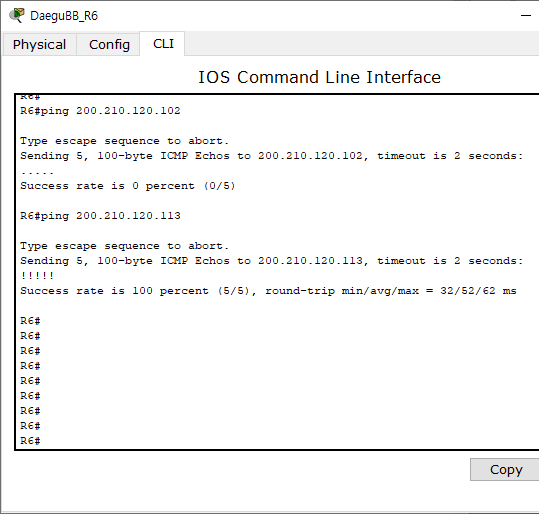 DaeguBB_R6
Physical Config CLI
IOS Command Line Interface
R6#
R6#ping 200.210.120.102
Type escape sequence to abort.
Sending 5, 100-byte ICMP Echos to 200.210.120.102, timeout is 2 seconds:
.....
Success rate is 0 percent (0/5)
R6#ping 200.210.120.113
Type escape sequence to abort.
Sending 5, 100-byte ICMP Echos to 200.210.120.113, timeout is 2 seconds:
!!!!!
Success rate is 100 percent (5/5), round-trip min/avg/max = 32/52/62 ms
R6#
R6#
R6#
R6#
R6#
R6#
R6#
R6#
R6#
Copy